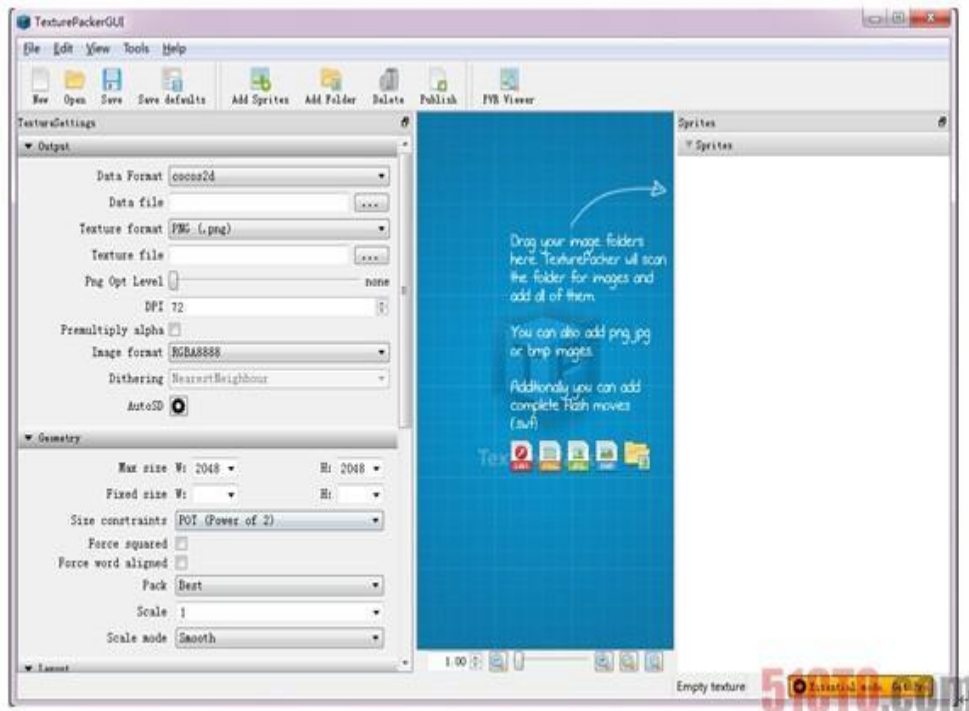 TexturePackerGUI
File Edit View Tools Help
New Open Save Save defaults Add Sprites Add Folder Delete Publish PVR Viewer
TextureSettings
Output
Data Format cocos2d
Data file ...
Texture format PNG (.png)
Texture file ...
Png Opt Level none
DPI 72
Premultiply alpha
Image format RGBA8888
Dithering NearestNeighbour
AutoSD
Geometry
Max size W: 2048 H: 2048
Fixed size W: H:
Size constraints POT (Power of 2)
Force squared
Force word aligned
Pack Best
Scale 1
Scale mode Smooth
Layout
Drag your image folders
here. TexturePacker will scan
the folder for images and
add all of them.
You can also add png, jpg
or bmp images.
Additionally you can add
complete flash movies
(.swf)
Tex
1.00
Sprites
Sprites
Empty texture
Essential mode
51CTO.com